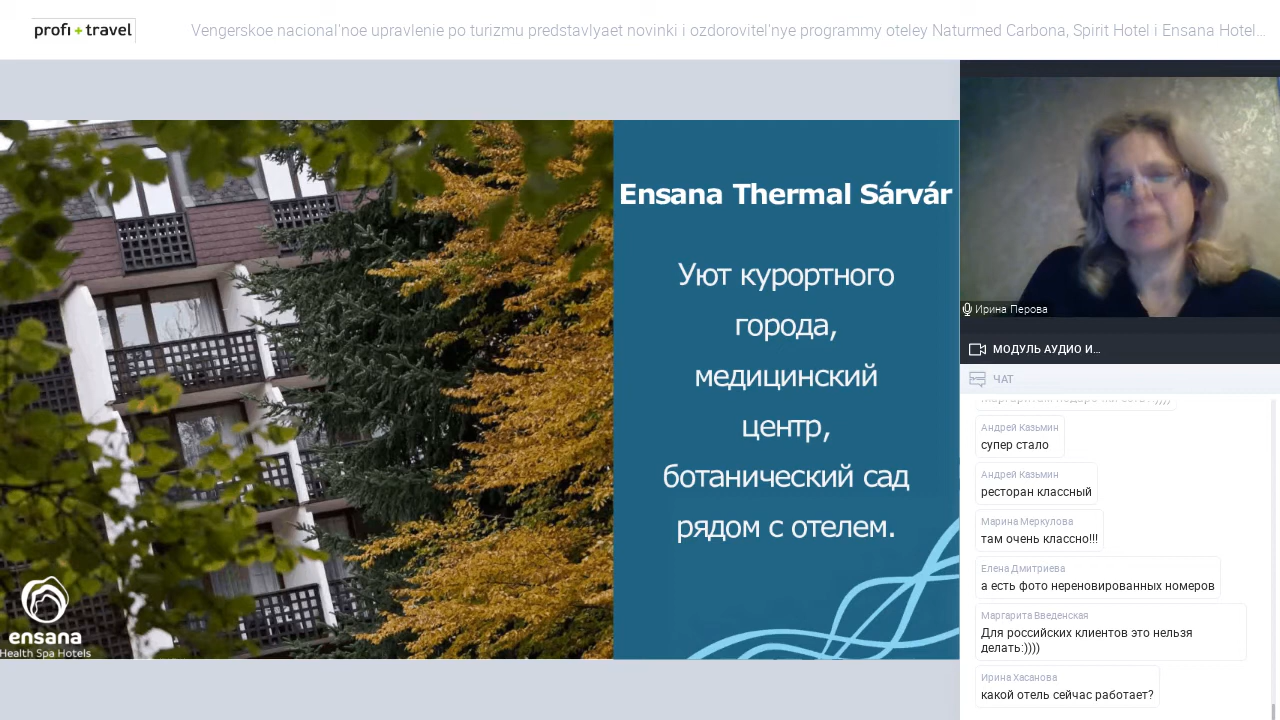 profi + travel
Vengerskoe nacional'noe upravlenie po turizmu predstavlyaet novinki i ozdorovitel'nye programmy oteley Naturmed Carbona, Spirit Hotel i Ensana Hotel...
Ensana Thermal Sárvár
Уют курортного
города,
медицинский
центр,
ботанический сад
рядом с отелем.
ensana
Health Spa Hotels
Ирина Перова
МОДУЛЬ АУДИО И...
ЧАТ
Андрей Казьмин
супер стало
Андрей Казьмин
ресторан классный
Марина Меркулова
там очень классно!!!
Елена Дмитриева
а есть фото нереновированных номеров
Маргарита Введенская
Для российских клиентов это нельзя
делать:))))
Ирина Хасанова
какой отель сейчас работает?